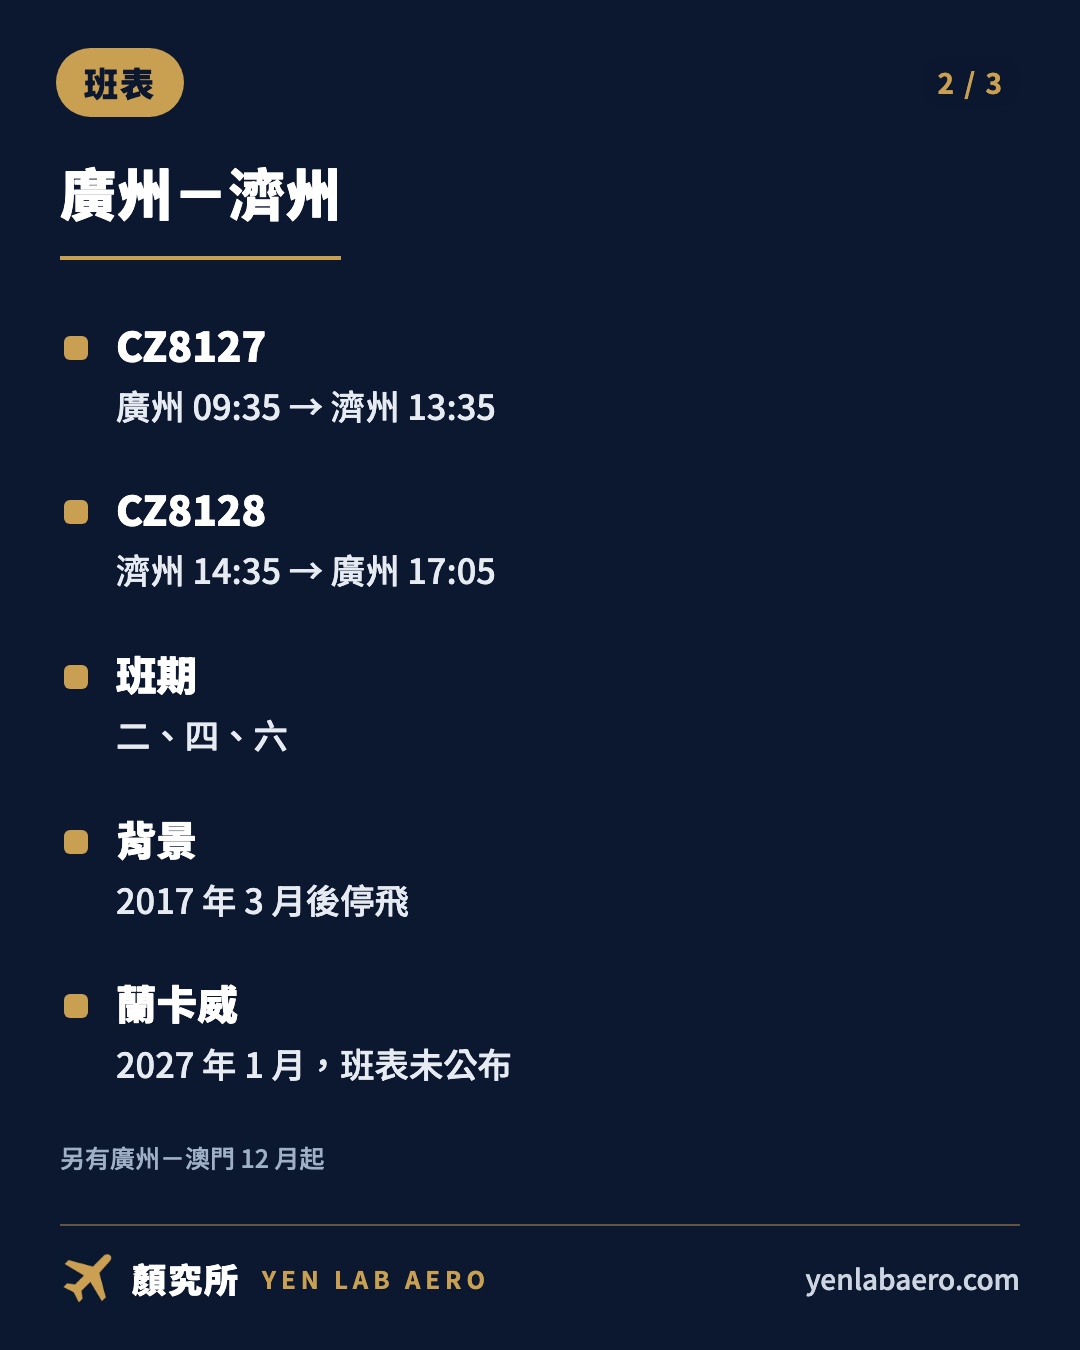 班表
2 / 3
廣州－濟州
CZ8127
廣州 09:35 → 濟州 13:35
CZ8128
濟州 14:35 → 廣州 17:05
班期
二、四、六
背景
2017 年 3 月後停飛
蘭卡威
2027 年 1 月，班表未公布
另有廣州－澳門 12 月起
顏究所 YEN LAB AERO
yenlabaero.com